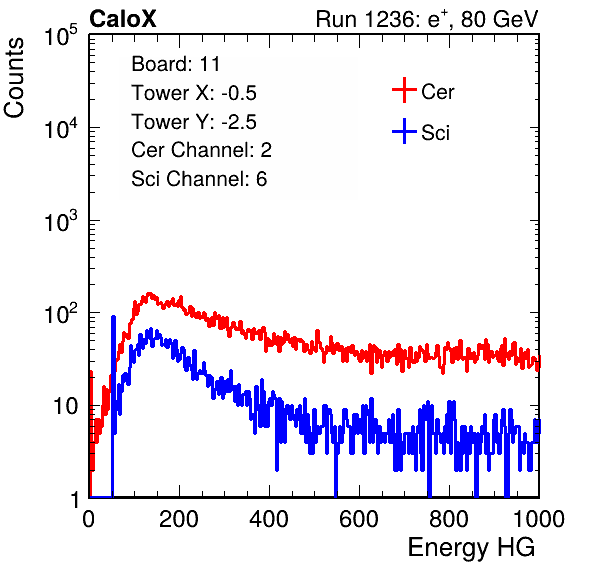 CaloX Run 1236: e⁺, 80 GeV
Counts
10⁵
10⁴
10³
10²
10
1
Board: 11
Tower X: -0.5
Tower Y: -2.5
Cer Channel: 2
Sci Channel: 6
Cer
Sci
0 200 400 600 800 1000
Energy HG